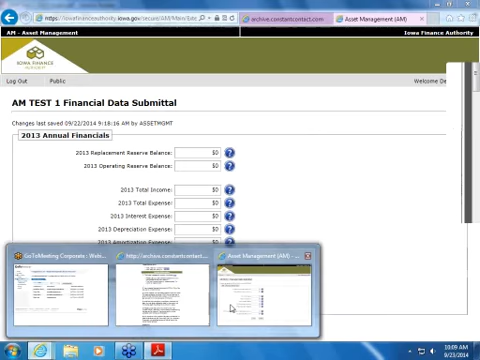 https://iowafinanceauthority.iowa.gov/secure/AM/Main/Edit
archive.constantcontact.com
Asset Management (AM)
AM - Asset Management
Iowa Finance Authority
IOWA FINANCE
AUTHORITY
Log Out
Public
Welcome De
AM TEST 1 Financial Data Submittal
Changes last saved 09/22/2014 9:18:16 AM by ASSETMGMT
2013 Annual Financials
2013 Replacement Reserve Balance: $0
2013 Operating Reserve Balance: $0
2013 Total Income: $0
2013 Total Expense: $0
2013 Interest Expense: $0
2013 Depreciation Expense: $0
2013 Amortization Expense: $0
GoToMeeting Corporate : Webi...
http://archive.constantcontact....
Asset Management (AM) -...
10:09 AM
9/23/2014